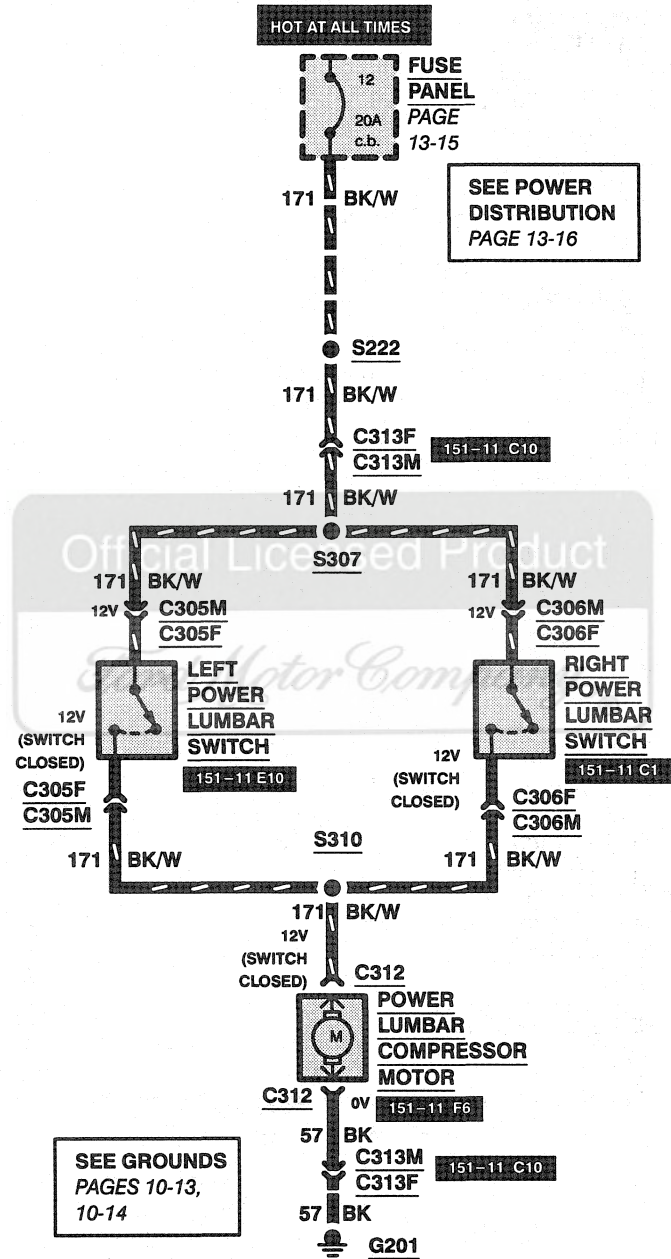 HOT AT ALL TIMES
12
20A
c.b.
FUSE
PANEL
PAGE
13-15
171 BK/W
SEE POWER
DISTRIBUTION
PAGE 13-16
S222
171 BK/W
C313F
C313M
151-11 C10
171 BK/W
Official Licensed Product
S307
171 BK/W
171 BK/W
12V
C305M
C305F
12V
C306M
C306F
Ford Motor Company
LEFT
POWER
LUMBAR
SWITCH
151-11 E10
RIGHT
POWER
LUMBAR
SWITCH
151-11 C1
12V
(SWITCH
CLOSED)
C305F
C305M
12V
(SWITCH
CLOSED)
C306F
C306M
S310
171 BK/W
171 BK/W
171 BK/W
12V
(SWITCH
CLOSED)
C312
M
POWER
LUMBAR
COMPRESSOR
MOTOR
151-11 F6
C312
0V
57 BK
C313M
C313F
151-11 C10
SEE GROUNDS
PAGES 10-13,
10-14
57 BK
G201